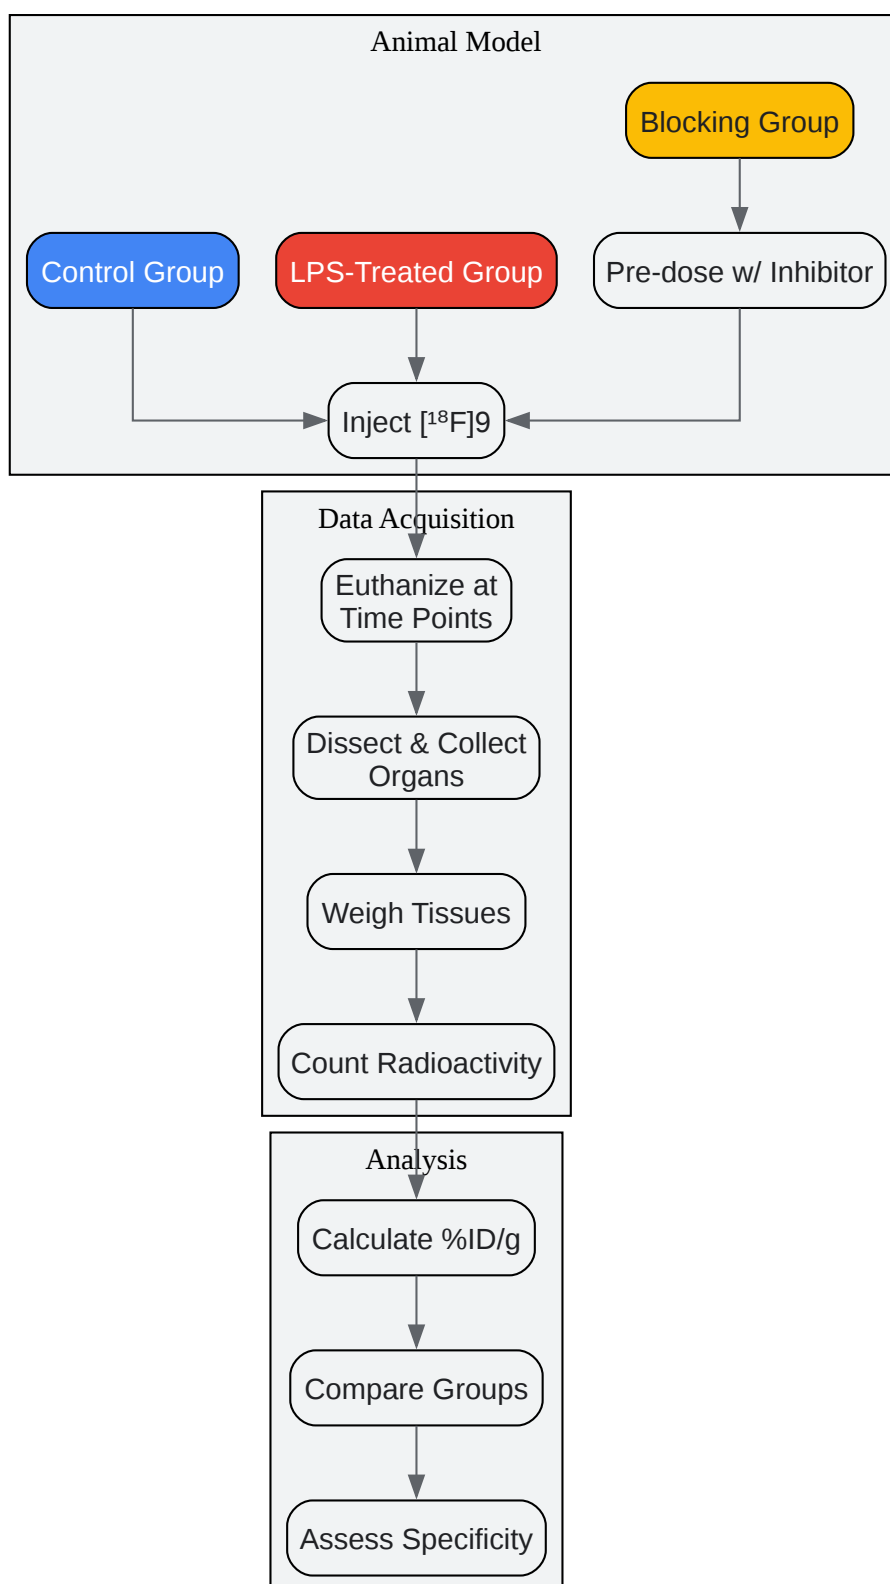 Animal Model
Blocking Group
Control Group
LPS-Treated Group
Pre-dose w/ Inhibitor
Inject [¹⁸F]9
Data Acquisition
Euthanize at
Time Points
Dissect & Collect
Organs
Weigh Tissues
Count Radioactivity
Analysis
Calculate %ID/g
Compare Groups
Assess Specificity